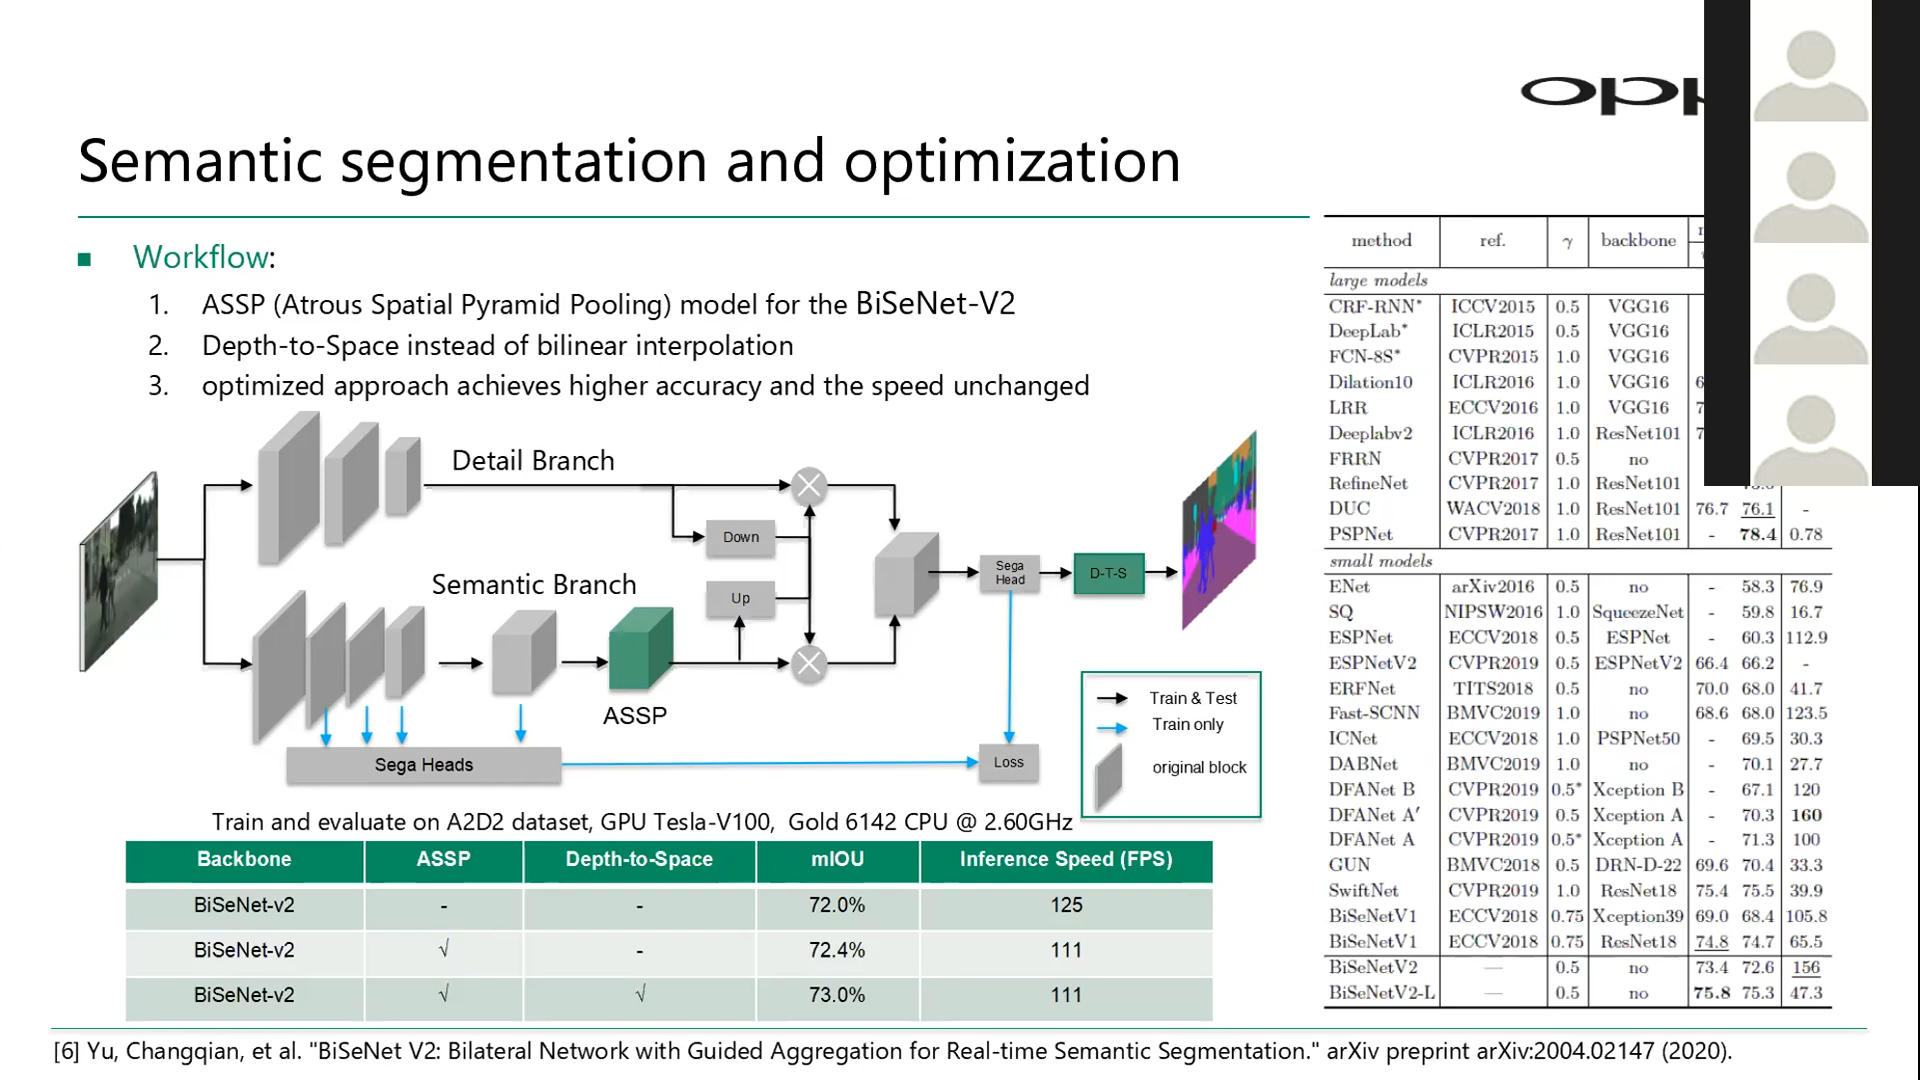 oppo
Semantic segmentation and optimization
Workflow:
1. ASSP (Atrous Spatial Pyramid Pooling) model for the BiSeNet-V2
2. Depth-to-Space instead of bilinear interpolation
3. optimized approach achieves higher accuracy and the speed unchanged
Detail Branch
Down
Semantic Branch
Up
Sega Head
D-T-S
ASSP
Sega Heads
Loss
Train & Test
Train only
original block
Train and evaluate on A2D2 dataset, GPU Tesla-V100, Gold 6142 CPU @ 2.60GHz
Backbone ASSP Depth-to-Space mIOU Inference Speed (FPS)
BiSeNet-v2 - - 72.0% 125
BiSeNet-v2 √ - 72.4% 111
BiSeNet-v2 √ √ 73.0% 111
method ref. γ backbone
large models
CRF-RNN* ICCV2015 0.5 VGG16
DeepLab* ICLR2015 0.5 VGG16
FCN-8S* CVPR2015 1.0 VGG16
Dilation10 ICLR2016 1.0 VGG16
LRR ECCV2016 1.0 VGG16
Deeplabv2 ICLR2016 1.0 ResNet101
FRRN CVPR2017 0.5 no
RefineNet CVPR2017 1.0 ResNet101
DUC WACV2018 1.0 ResNet101 76.7 76.1 -
PSPNet CVPR2017 1.0 ResNet101 - 78.4 0.78
small models
ENet arXiv2016 0.5 no - 58.3 76.9
SQ NIPSW2016 1.0 SqueezeNet - 59.8 16.7
ESPNet ECCV2018 0.5 ESPNet - 60.3 112.9
ESPNetV2 CVPR2019 0.5 ESPNetV2 66.4 66.2 -
ERFNet TITS2018 0.5 no 70.0 68.0 41.7
Fast-SCNN BMVC2019 1.0 no 68.6 68.0 123.5
ICNet ECCV2018 1.0 PSPNet50 - 69.5 30.3
DABNet BMVC2019 1.0 no - 70.1 27.7
DFANet B CVPR2019 0.5* Xception B - 67.1 120
DFANet A′ CVPR2019 0.5 Xception A - 70.3 160
DFANet A CVPR2019 0.5* Xception A - 71.3 100
GUN BMVC2018 0.5 DRN-D-22 69.6 70.4 33.3
SwiftNet CVPR2019 1.0 ResNet18 75.4 75.5 39.9
BiSeNetV1 ECCV2018 0.75 Xception39 69.0 68.4 105.8
BiSeNetV1 ECCV2018 0.75 ResNet18 74.8 74.7 65.5
BiSeNetV2 — 0.5 no 73.4 72.6 156
BiSeNetV2-L — 0.5 no 75.8 75.3 47.3
[6] Yu, Changqian, et al. "BiSeNet V2: Bilateral Network with Guided Aggregation for Real-time Semantic Segmentation." arXiv preprint arXiv:2004.02147 (2020).